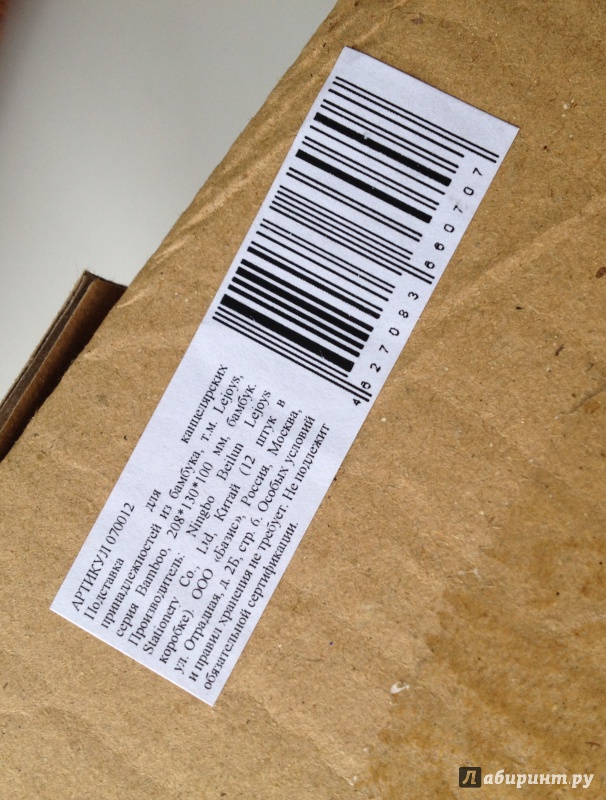 АРТИКУЛ 070012
Подставка для канцелярских
принадлежностей из бамбука, т.м. Lejoys,
серия Bamboo, 208*130*100 мм, бамбук.
Производитель: Ningbo Beilun Lejoys
Stationery Co., Ltd, Китай (12 штук в
коробке). ООО «Базис», Россия, Москва,
ул. Отрадная, д. 2Б, стр. 6. Особых условий
и правил хранения не требует. Не подлежит
обязательной сертификации.
4 627083 660707
Лабиринт.ру